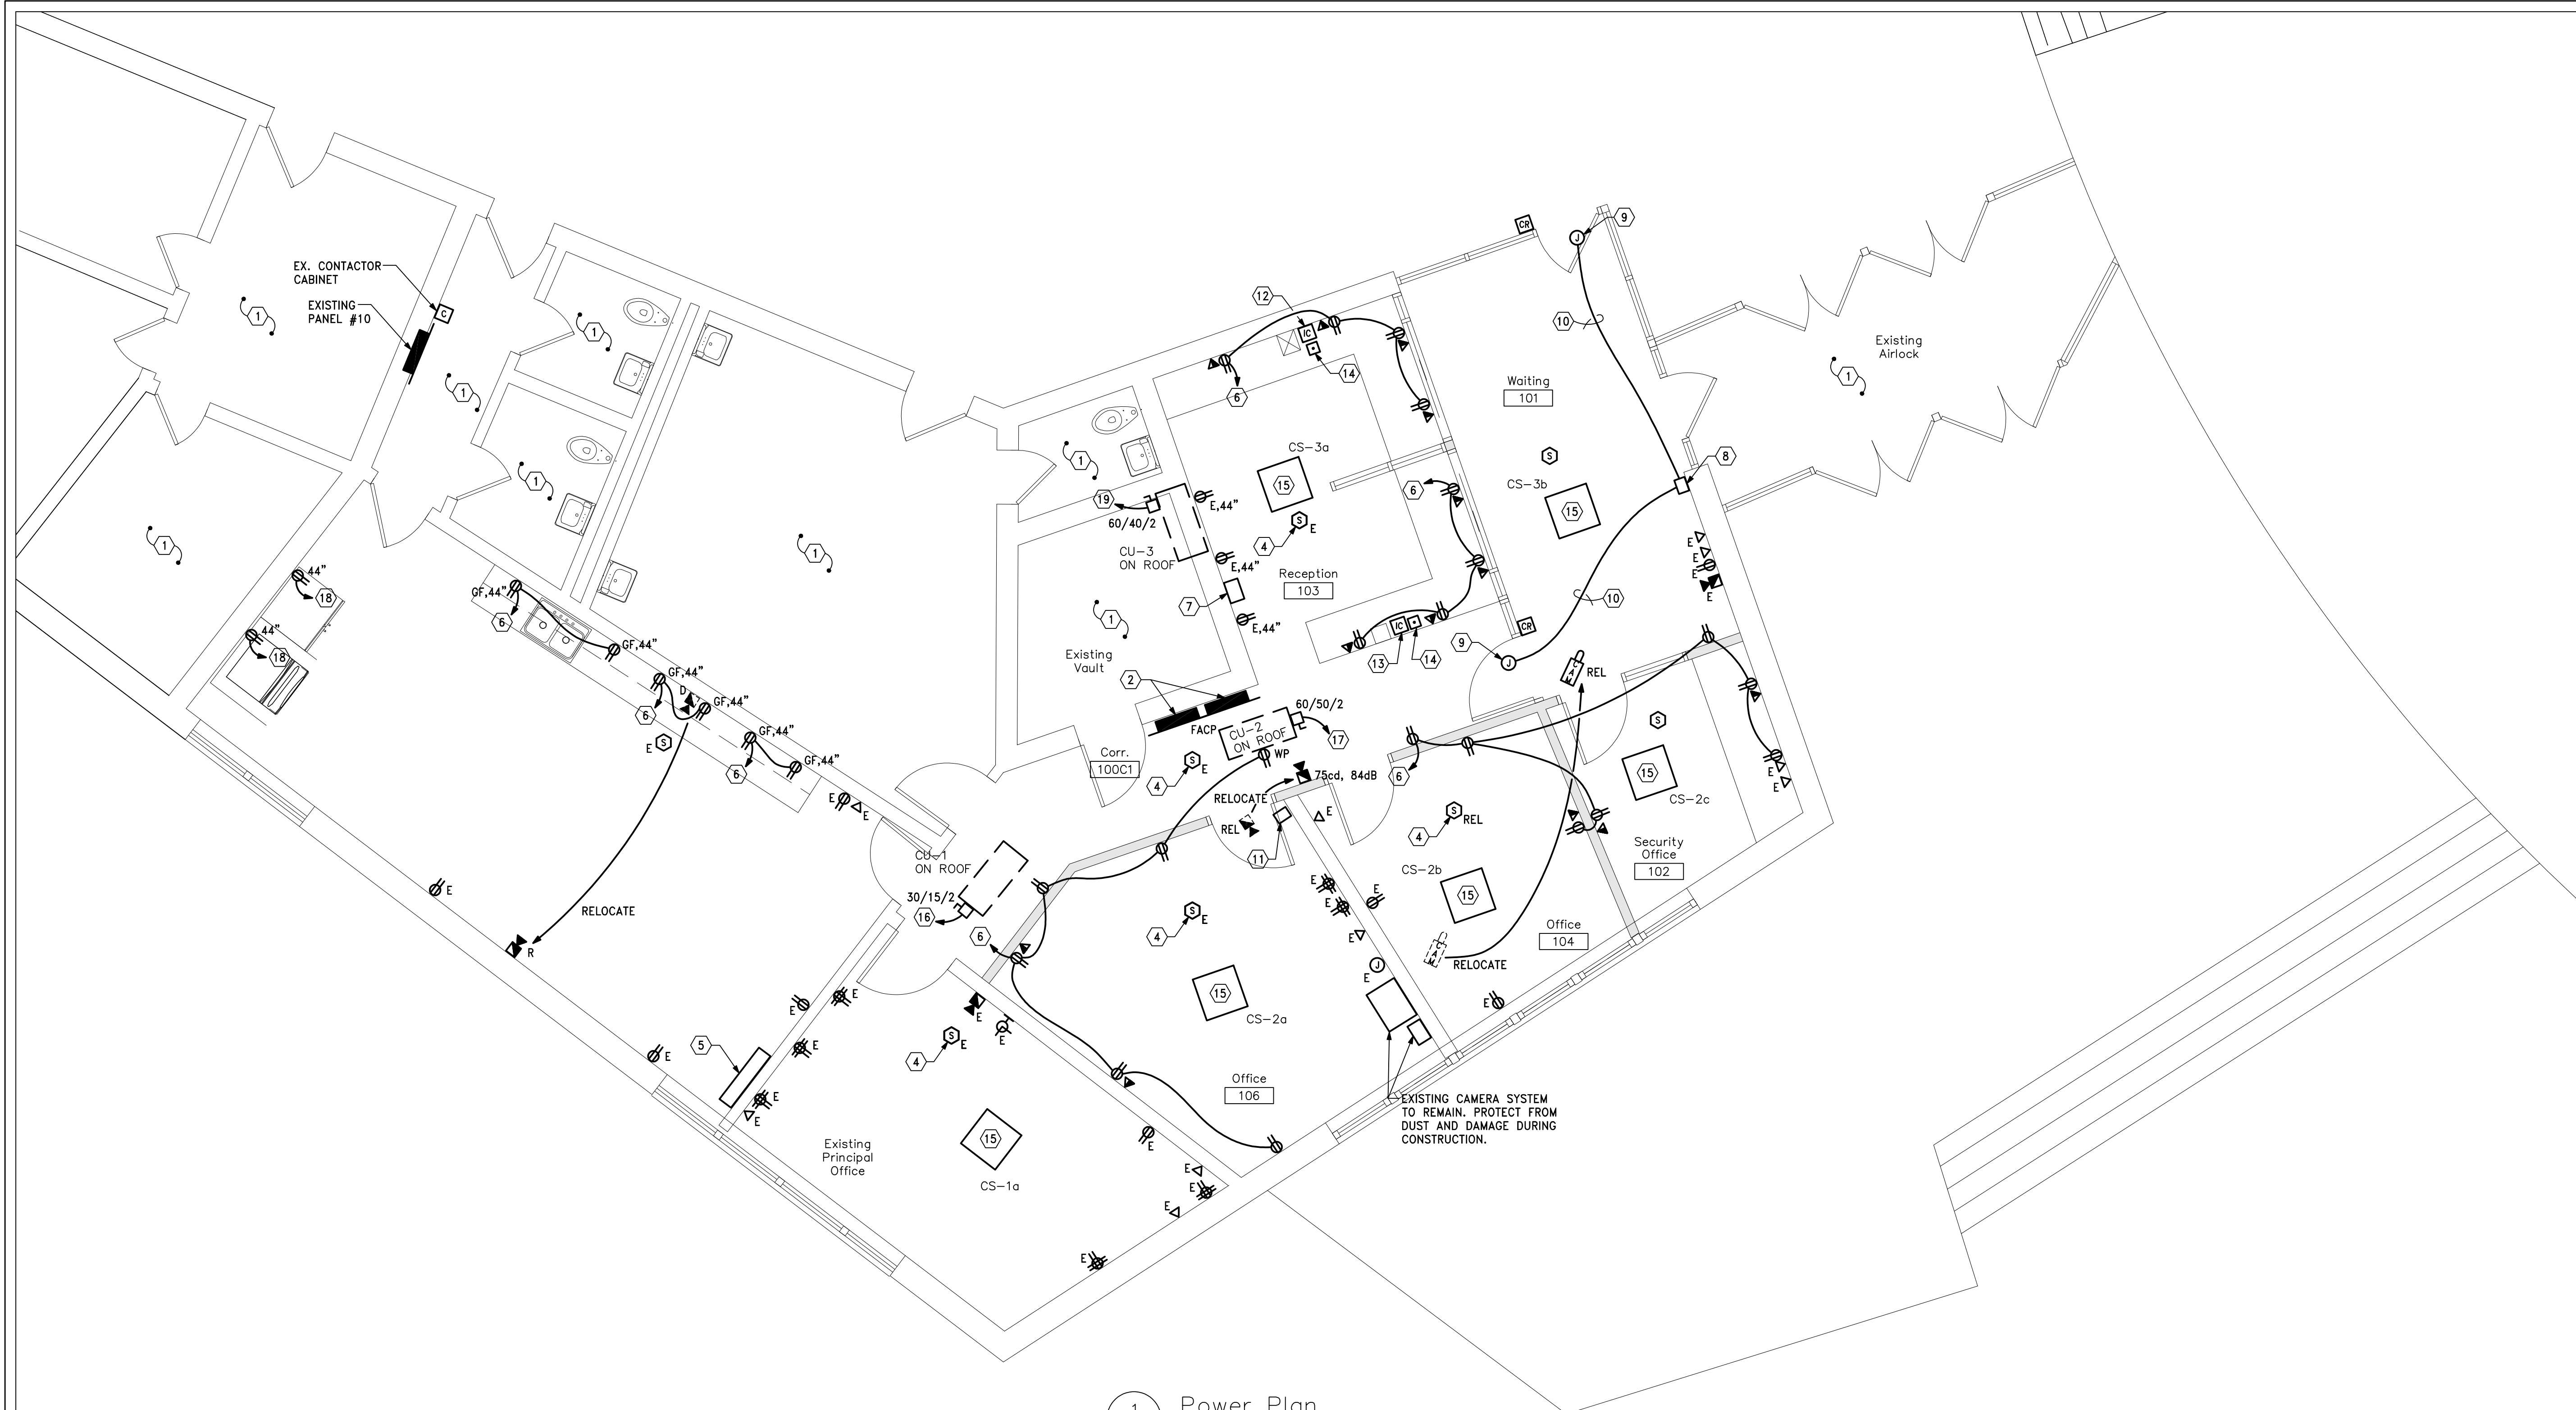 EX. CONTACTOR
CABINET
C
EXISTING
PANEL #10
1
1
1
1
1
1
1
1
1
CR
9
J
12
IC
14
6
10
Existing
Airlock
Waiting
101
CS-3a
15
S
CS-3b
15
8
6
19
60/40/2
E,44"
S
E
4
CU-3
ON ROOF
E,44"
Reception
103
7
E,44"
E
E
E
E
10
44"
18
44"
18
GF,44"
6
GF,44"
GF,44"
D
GF,44"
6
GF,44"
6
GF,44"
E
S
Existing
Vault
IC
13
14
CR
9
J
CAM
REL
2
60/50/2
FACP
CU-2
ON ROOF
17
WP
Corr.
100C1
S
E
4
75cd, 84dB
6
S
15
CS-2c
RELOCATE
REL
E
11
S
REL
4
E
E
E
CU-1
ON ROOF
30/15/2
16
6
E
RELOCATE
R
S
E
4
E
E
E
E
CS-2b
15
Security
Office
102
Office
104
CAM
RELOCATE
J
E
15
CS-2a
E
E
E
E
S
E
4
E
E
5
E
E
E
E
Office
106
EXISTING CAMERA SYSTEM
TO REMAIN. PROTECT FROM
DUST AND DAMAGE DURING
CONSTRUCTION.
Existing
Principal
Office
15
CS-1a
E
E
E
E
E
1
Power Plan